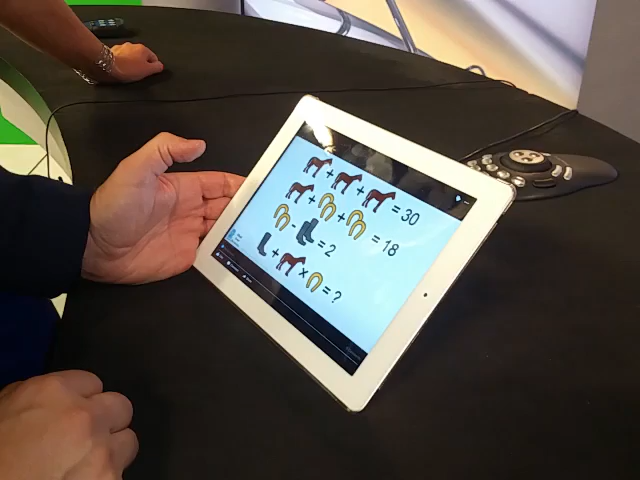 + + = 30
+ + = 18
- = 2
+ x = ?